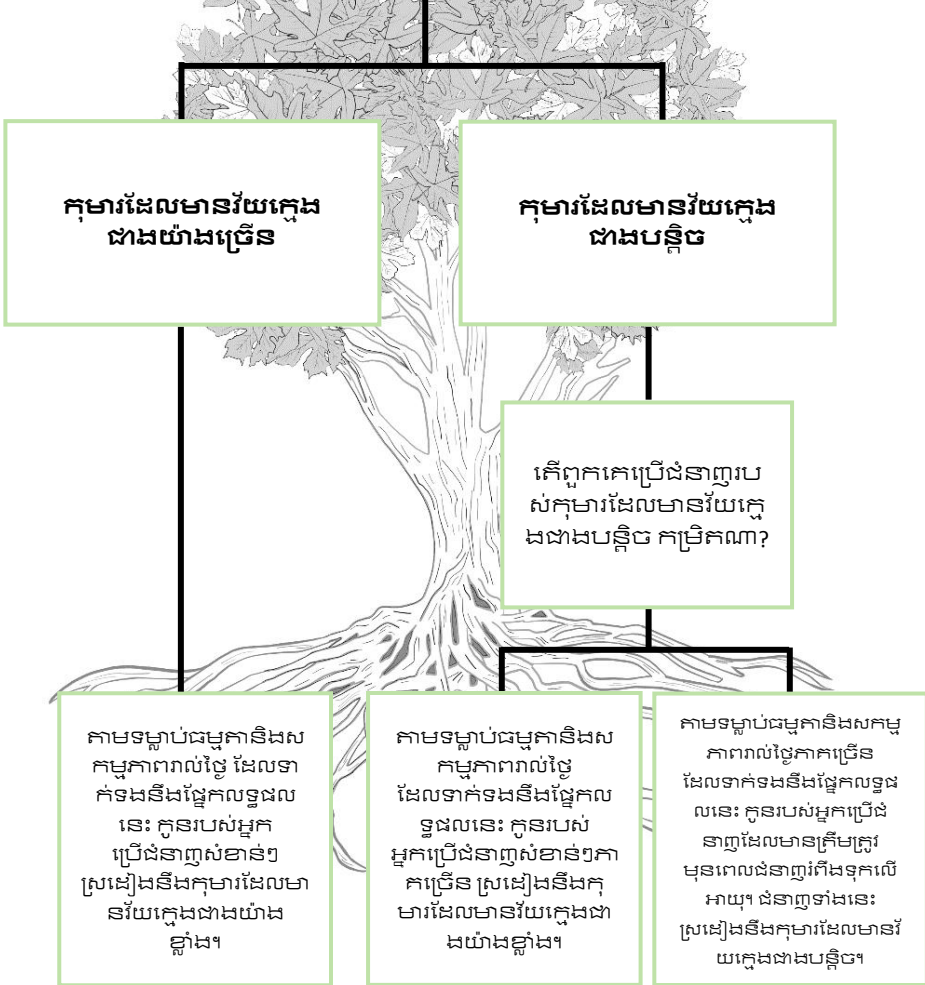 កុមារដែលមានវ័យក្មេង
ជាងយ៉ាងច្រើន
កុមារដែលមានវ័យក្មេង
ជាងបន្តិច
តើពួកគេប្រើជំនាញរប
ស់កុមារដែលមានវ័យក្មេ
ងជាងបន្តិច កម្រិតណា?
តាមទម្លាប់ធម្មតានិងស
កម្មភាពរាល់ថ្ងៃ ដែលទា
ក់ទងនឹងផ្នែកលទ្ធផល
នេះ កូនរបស់អ្នក
ប្រើជំនាញសំខាន់ៗ
ស្រដៀងនឹងកុមារដែលមា
នវ័យក្មេងជាងយ៉ាង
ខ្លាំង។
តាមទម្លាប់ធម្មតានិងស
កម្មភាពរាល់ថ្ងៃ
ដែលទាក់ទងនឹងផ្នែកល
ទ្ធផលនេះ កូនរបស់
អ្នកប្រើជំនាញសំខាន់ៗភា
គច្រើន ស្រដៀងនឹងកុ
មារដែលមានវ័យក្មេងជា
ងយ៉ាងខ្លាំង។
តាមទម្លាប់ធម្មតានិងសកម្ម
ភាពរាល់ថ្ងៃភាគច្រើន
ដែលទាក់ទងនឹងផ្នែកលទ្ធផ
លនេះ កូនរបស់អ្នកប្រើជំ
នាញដែលមានត្រឹមត្រូវ
មុនពេលជំនាញរំពឹងទុកលើ
អាយុ។ ជំនាញទាំងនេះ
ស្រដៀងនឹងកុមារដែលមានវ័
យក្មេងជាងបន្តិច។